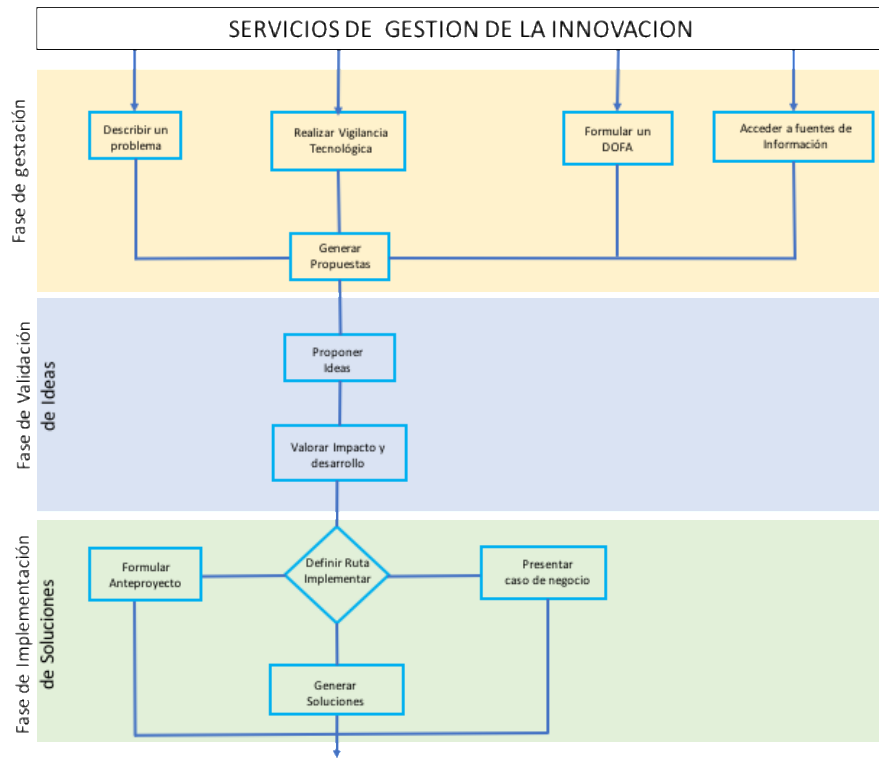 SERVICIOS DE GESTION DE LA INNOVACION
Fase de gestación
Describir un
problema
Realizar Vigilancia
Tecnológica
Formular un
DOFA
Acceder a fuentes de
Información
Generar
Propuestas
Fase de Validación
de Ideas
Proponer
Ideas
Valorar Impacto y
desarrollo
Fase de Implementación
de Soluciones
Formular
Anteproyecto
Definir Ruta
Implementar
Presentar
caso de negocio
Generar
Soluciones